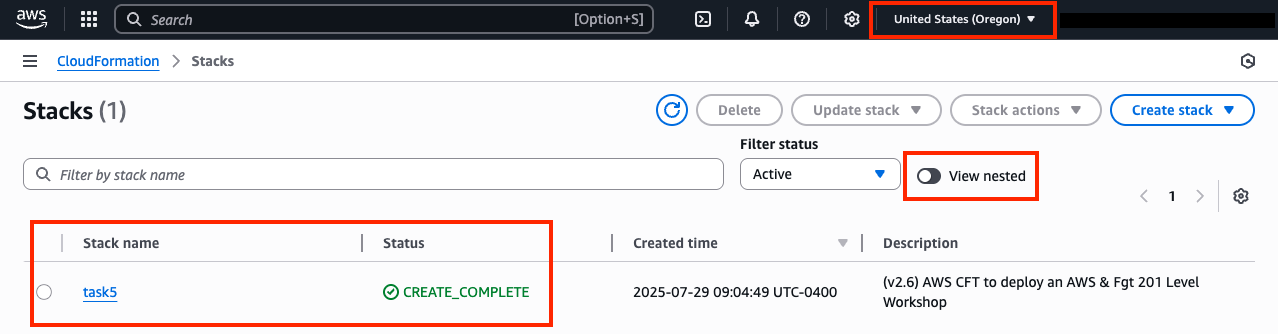 aws Search [Option+S] United States (Oregon)
CloudFormation Stacks
Stacks (1) Delete Update stack Stack actions Create stack
Filter status
Filter by stack name Active View nested
1
Stack name Status Created time Description
task5 CREATE_COMPLETE 2025-07-29 09:04:49 UTC-0400 (v2.6) AWS CFT to deploy an AWS & Fgt 201 Level
Workshop